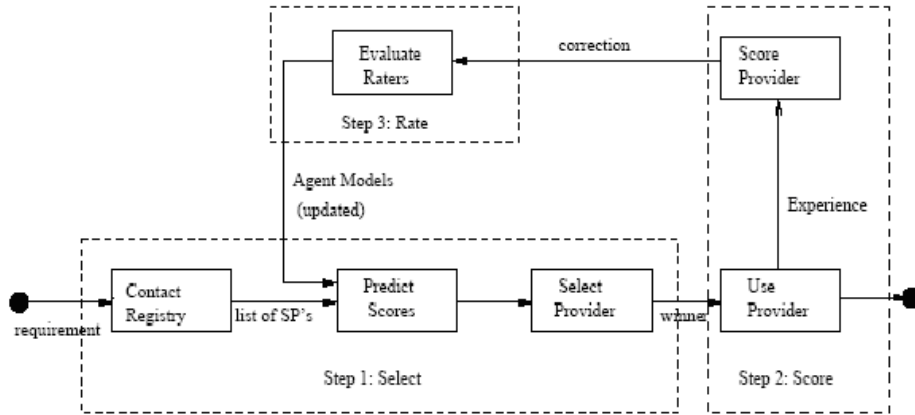 Evaluate
Raters
correction
Score
Provider
Step 3: Rate
Agent Models
(updated)
Experience
Contact
Registry
Predict
Scores
Select
Provider
Use
Provider
requirement
list of SP's
winner
Step 1: Select
Step 2: Score